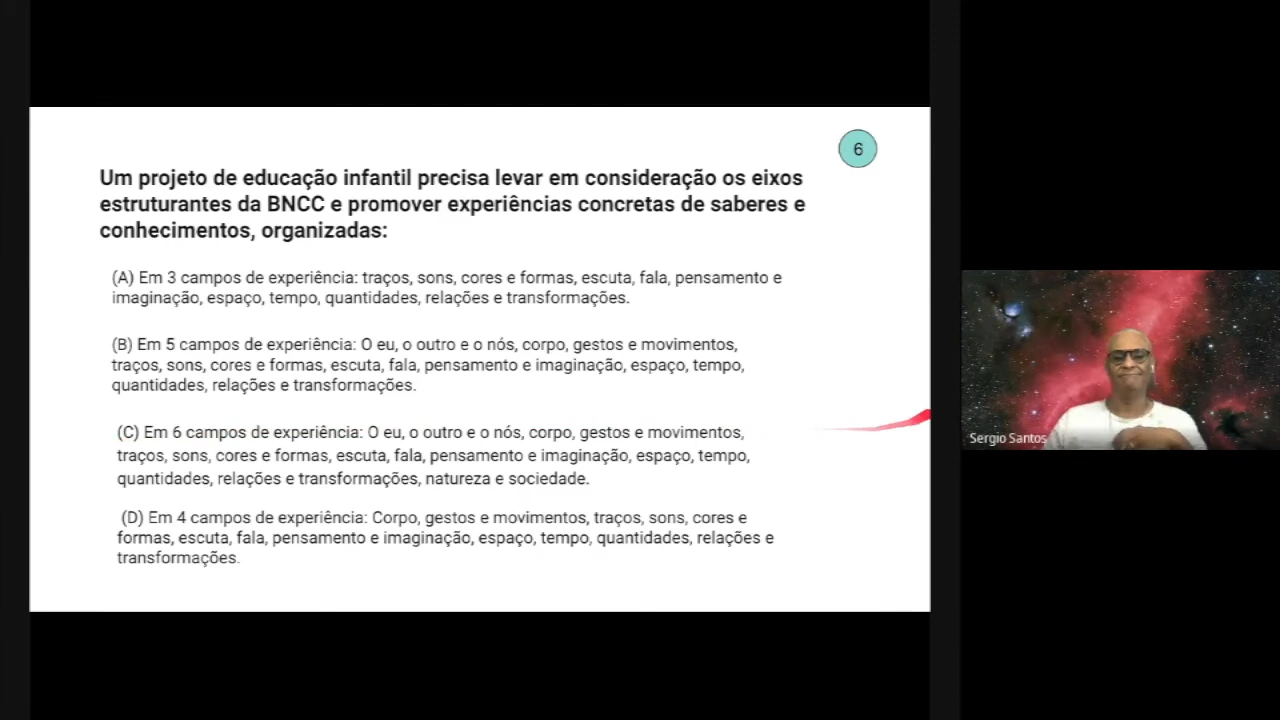 6
Um projeto de educação infantil precisa levar em consideração os eixos
estruturantes da BNCC e promover experiências concretas de saberes e
conhecimentos, organizadas:
(A) Em 3 campos de experiência: traços, sons, cores e formas, escuta, fala, pensamento e
imaginação, espaço, tempo, quantidades, relações e transformações.
(B) Em 5 campos de experiência: O eu, o outro e o nós, corpo, gestos e movimentos,
traços, sons, cores e formas, escuta, fala, pensamento e imaginação, espaço, tempo,
quantidades, relações e transformações.
(C) Em 6 campos de experiência: O eu, o outro e o nós, corpo, gestos e movimentos,
traços, sons, cores e formas, escuta, fala, pensamento e imaginação, espaço, tempo,
quantidades, relações e transformações, natureza e sociedade.
(D) Em 4 campos de experiência: Corpo, gestos e movimentos, traços, sons, cores e
formas, escuta, fala, pensamento e imaginação, espaço, tempo, quantidades, relações e
transformações.
Sergio Santos